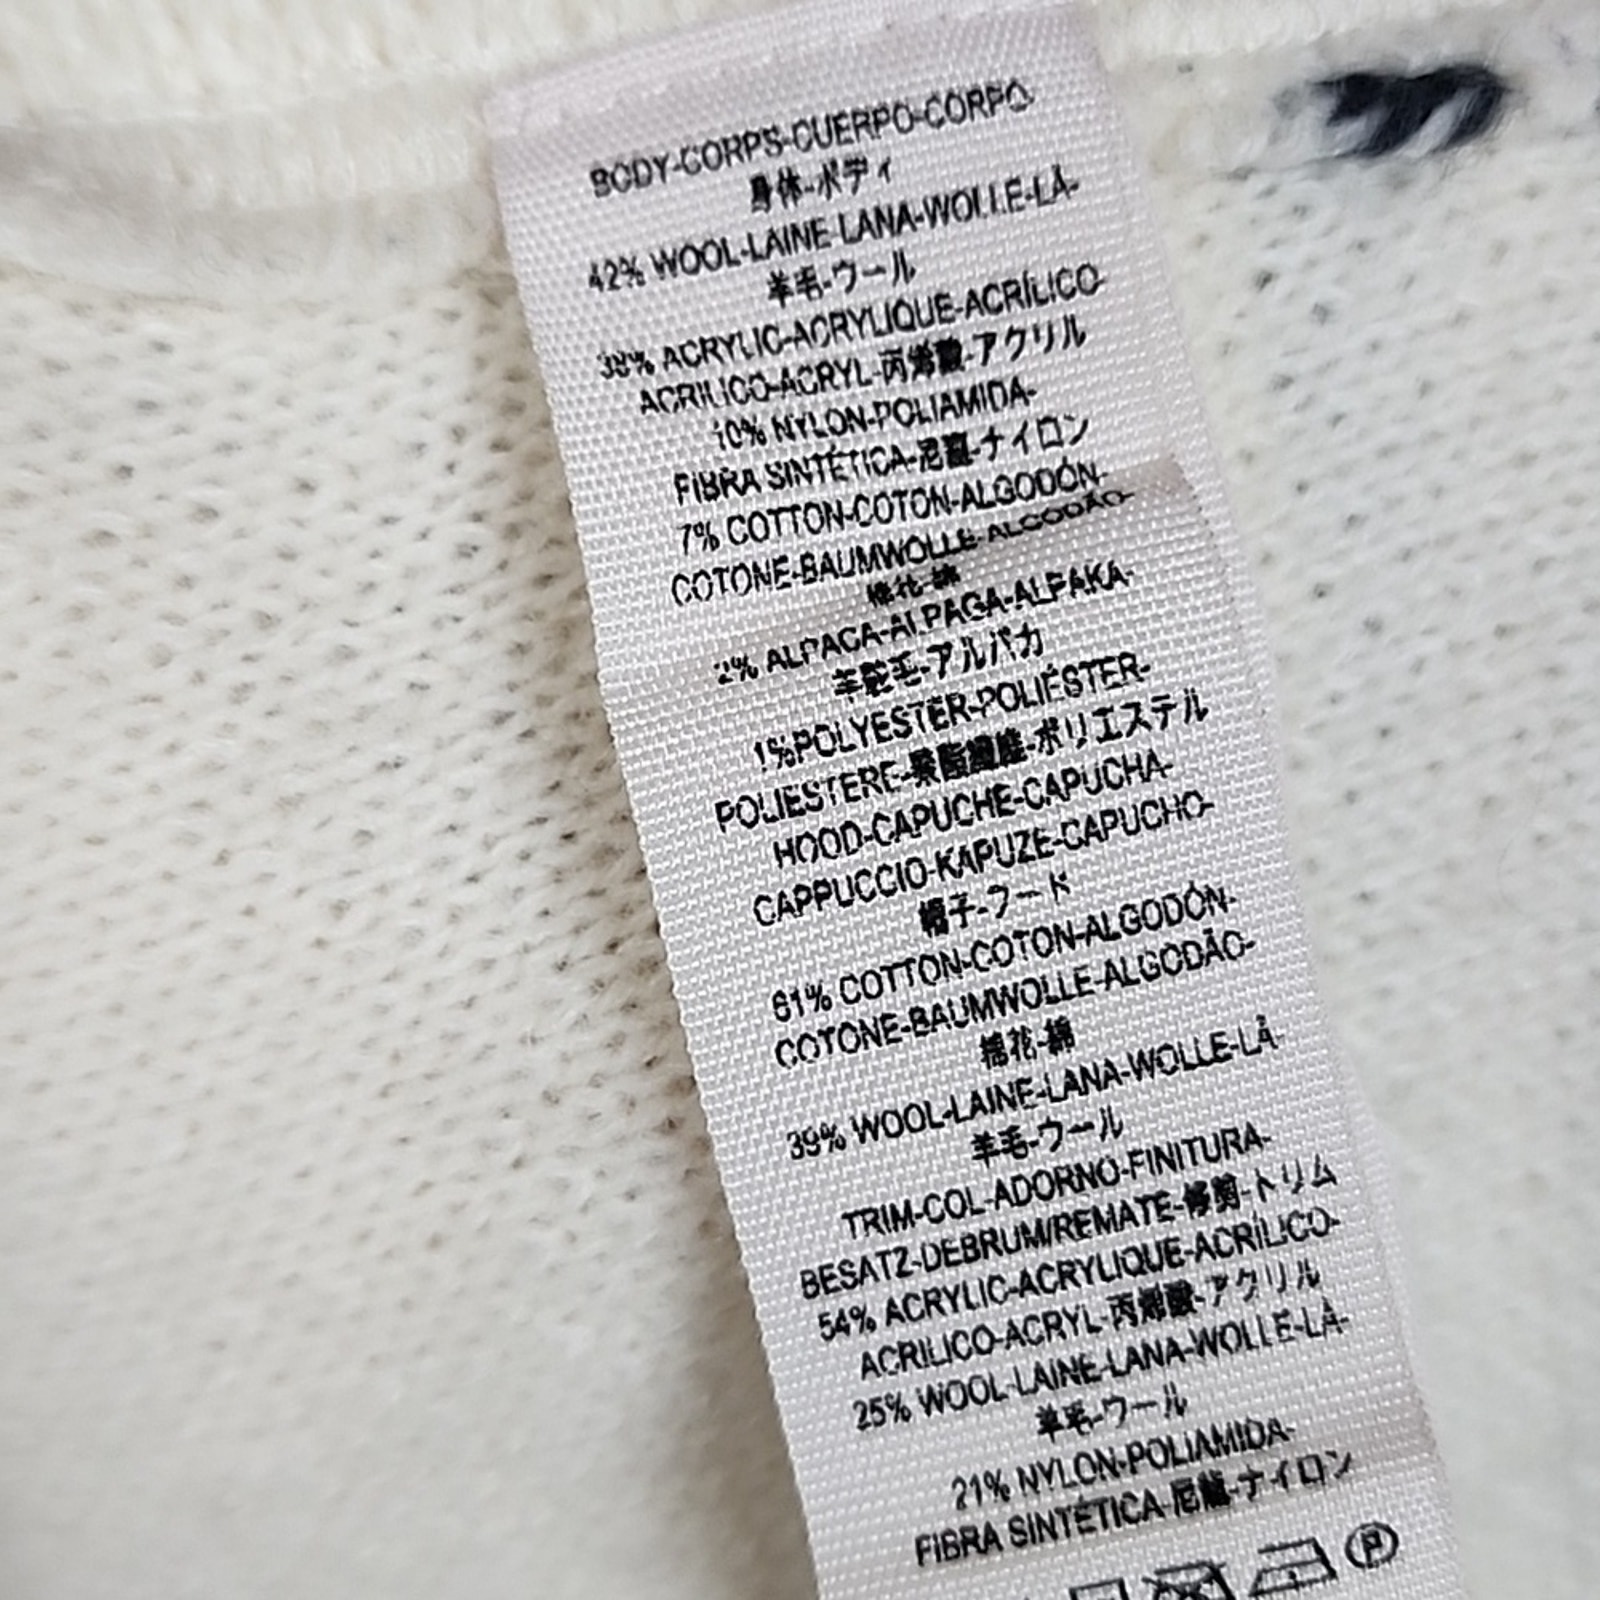 BODY-CORPS-CUERPO-CORPO
身体-ボディ
42% WOOL-LAINE-LANA-WOLLE-LÃ-
羊毛-ウール
38% ACRYLIC-ACRYLIQUE-ACRÍLICO-
ACRILICO-ACRYL-丙烯酸-アクリル
10% NYLON-POLIAMIDA-
FIBRA SINTÉTICA-尼龍-ナイロン
7% COTTON-COTON-ALGODÓN-
COTONE-BAUMWOLLE-ALGODÃO-
棉花-綿
2% ALPACA-ALPAGA-ALPAKA-
羊駝毛-アルパカ
1%POLYESTER-POLIÉSTER-
POLIESTERE-聚酯纖維-ポリエステル
HOOD-CAPUCHE-CAPUCHA-
CAPPUCCIO-KAPUZE-CAPUCHO-
帽子-フード
61% COTTON-COTON-ALGODÓN-
COTONE-BAUMWOLLE-ALGODÃO-
棉花-綿
39% WOOL-LAINE-LANA-WOLLE-LÃ-
羊毛-ウール
TRIM-COL-ADORNO-FINITURA-
BESATZ-DEBRUM/REMATE-修剪-トリム
54% ACRYLIC-ACRYLIQUE-ACRÍLICO-
ACRILICO-ACRYL-丙烯酸-アクリル
25% WOOL-LAINE-LANA-WOLLE-LÃ-
羊毛-ウール
21% NYLON-POLIAMIDA-
FIBRA SINTÉTICA-尼龍-ナイロン
P